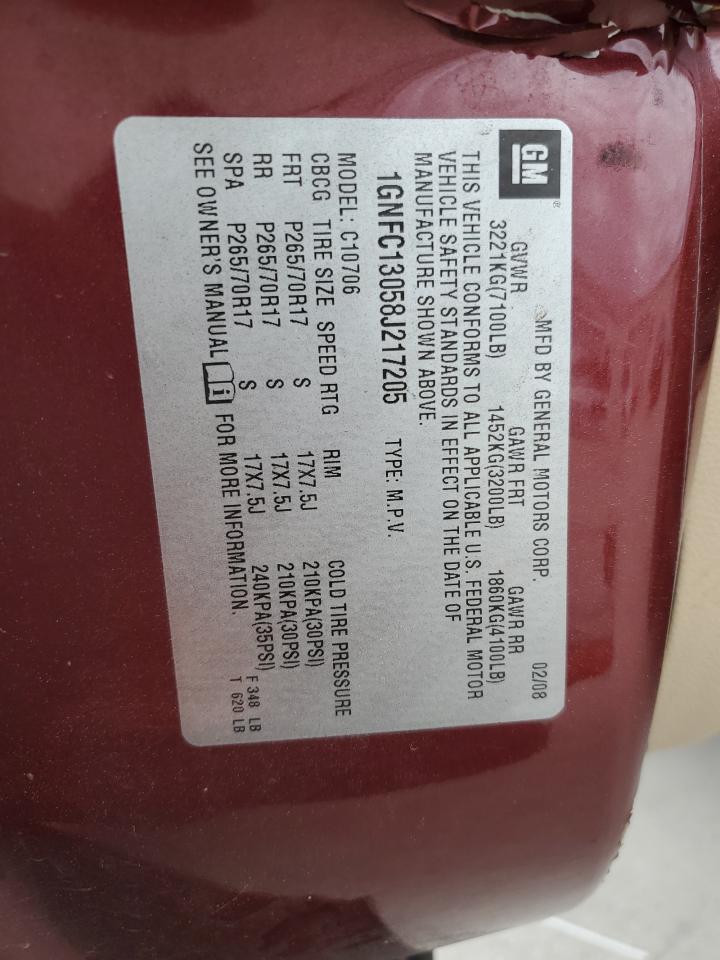 GM
MFD BY GENERAL MOTORS CORP. 02/08
GVWR GAWR FRT GAWR RR
3221KG(7100LB) 1452KG(3200LB) 1860KG(4100LB)
THIS VEHICLE CONFORMS TO ALL APPLICABLE U.S. FEDERAL MOTOR
VEHICLE SAFETY STANDARDS IN EFFECT ON THE DATE OF
MANUFACTURE SHOWN ABOVE.
1GNFC13058J217205 TYPE: M.P.V.
MODEL: C10706
CBCG TIRE SIZE SPEED RTG RIM COLD TIRE PRESSURE
FRT P265/70R17 S 17X7.5J 210KPA(30PSI)
RR P265/70R17 S 17X7.5J 210KPA(30PSI)
SPA P265/70R17 S 17X7.5J 240KPA(35PSI) F 348 LB
SEE OWNER'S MANUAL i FOR MORE INFORMATION. T 620 LB